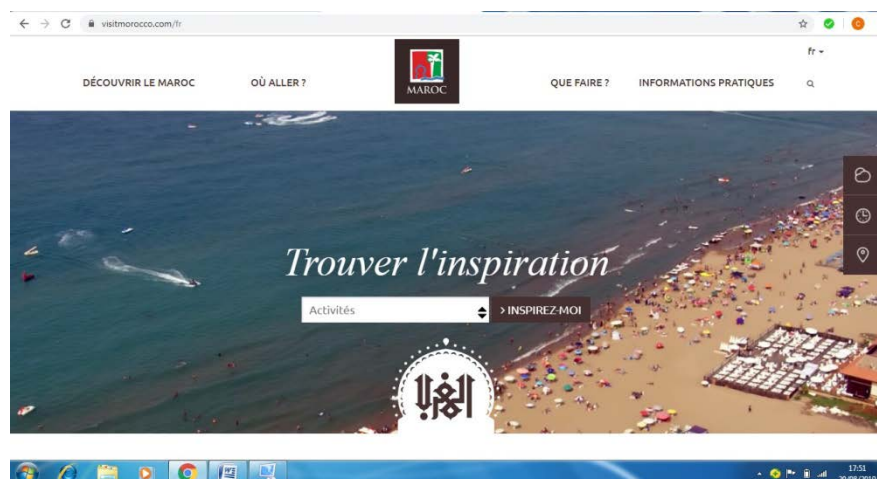 visitmorocco.com/fr
fr
DÉCOUVRIR LE MAROC OÙ ALLER ? MAROC QUE FAIRE ? INFORMATIONS PRATIQUES
Trouver l'inspiration
Activités > INSPIREZ-MOI
المغرب
17:51